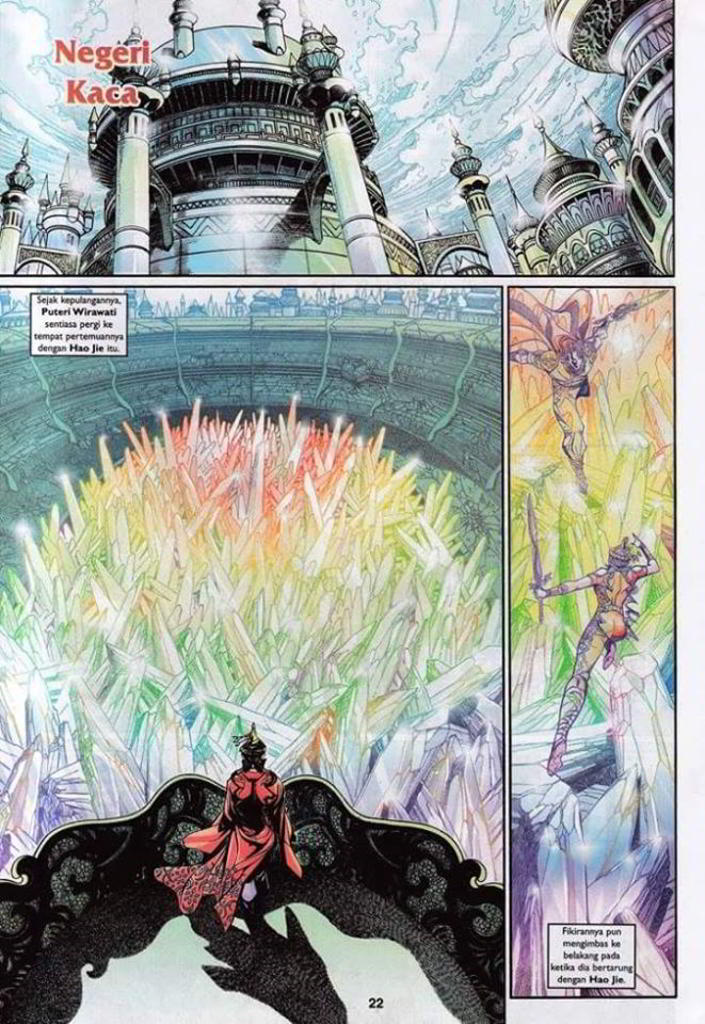 Negeri
Kaca
Sejak kepulangannya,
Puteri Wirawati
sentiasa pergi ke
tempat pertemuannya
dengan Hao Jie itu.
Fikirannya pun
mengimbas ke
belakang pada
ketika dia bertarung
dengan Hao Jie.
22